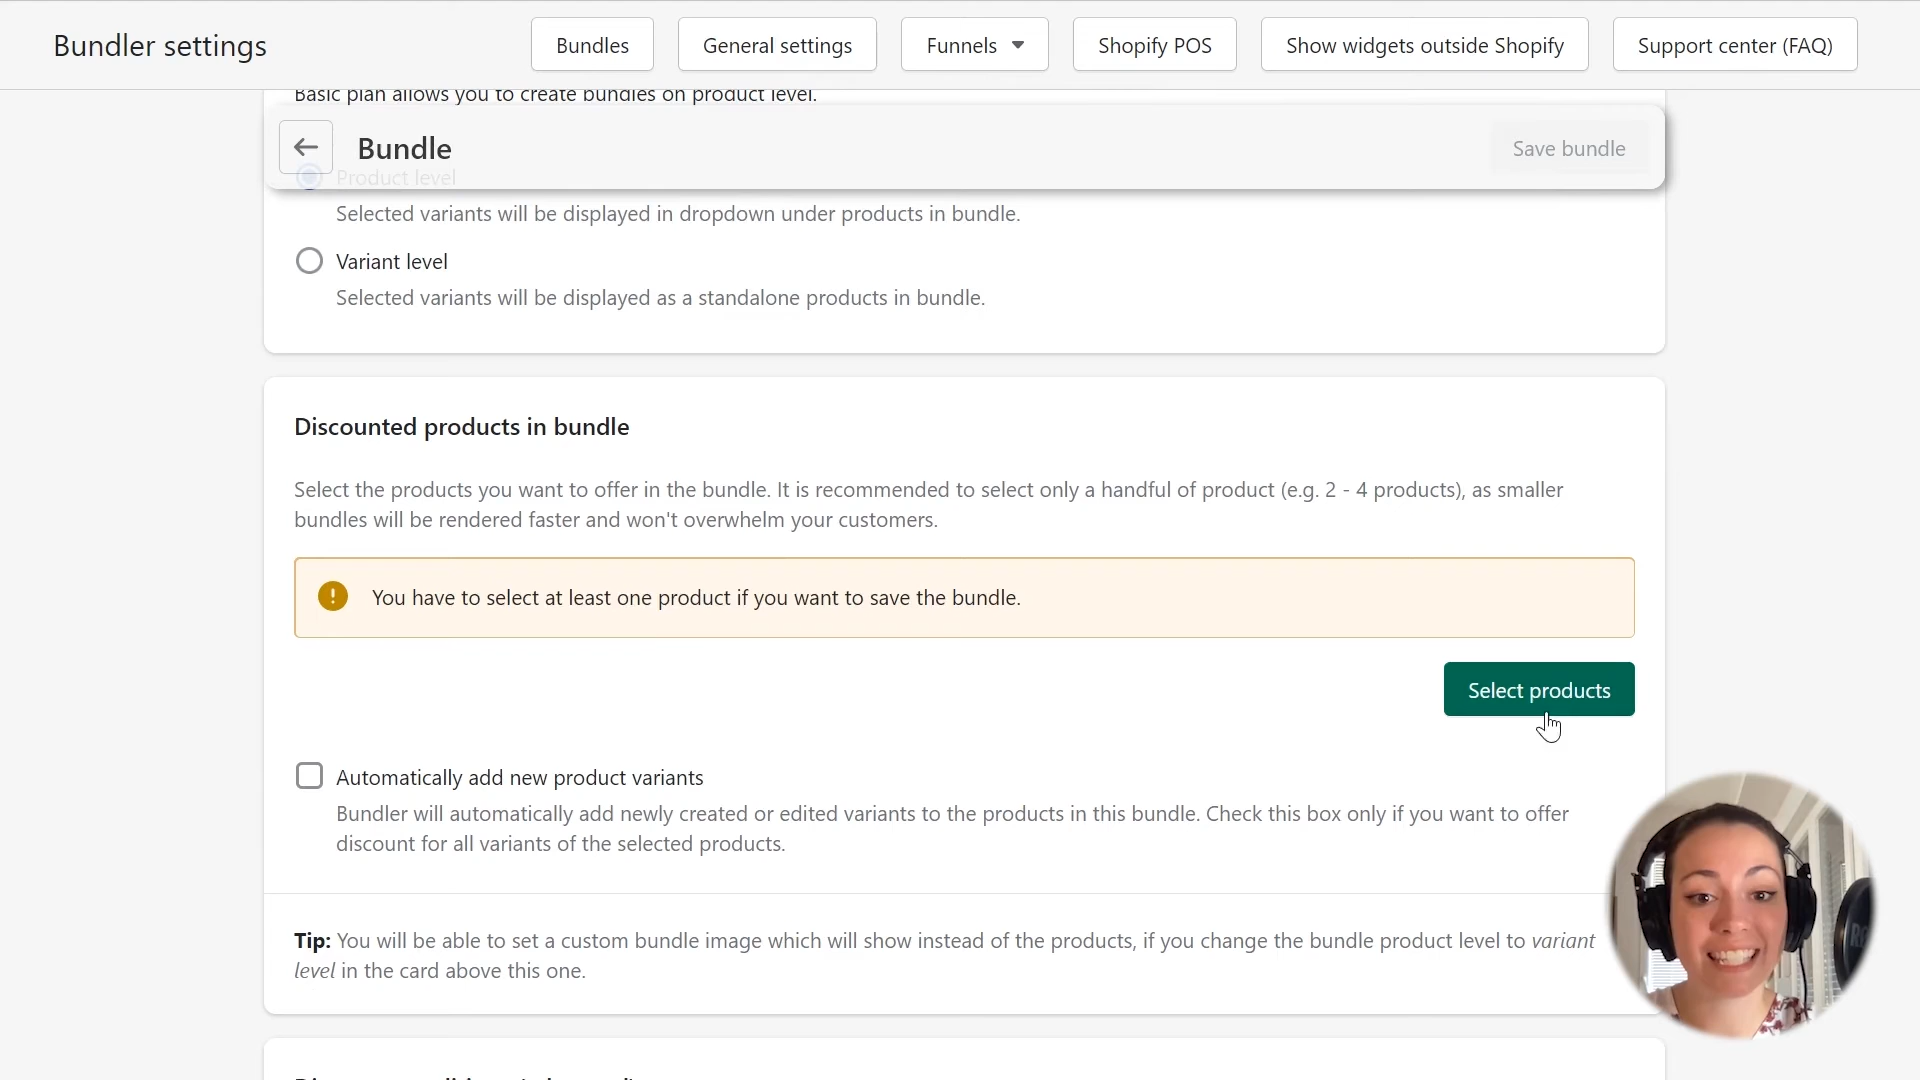 Bundler settings
Bundles
General settings
Funnels
Shopify POS
Show widgets outside Shopify
Support center (FAQ)
Basic plan allows you to create bundles on product level.
Bundle
Save bundle
Product level
Selected variants will be displayed in dropdown under products in bundle.
Variant level
Selected variants will be displayed as a standalone products in bundle.
Discounted products in bundle
Select the products you want to offer in the bundle. It is recommended to select only a handful of product (e.g. 2 - 4 products), as smaller
bundles will be rendered faster and won't overwhelm your customers.
You have to select at least one product if you want to save the bundle.
Select products
Automatically add new product variants
Bundler will automatically add newly created or edited variants to the products in this bundle. Check this box only if you want to offer
discount for all variants of the selected products.
Tip: You will be able to set a custom bundle image which will show instead of the products, if you change the bundle product level to variant
level in the card above this one.